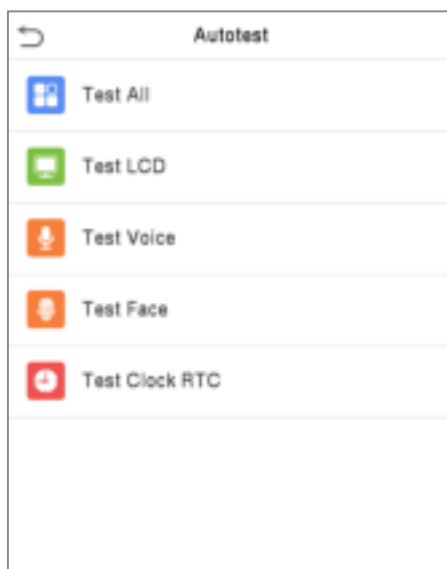 Autotest
Test All
Test LCD
Test Voice
Test Face
Test Clock RTC